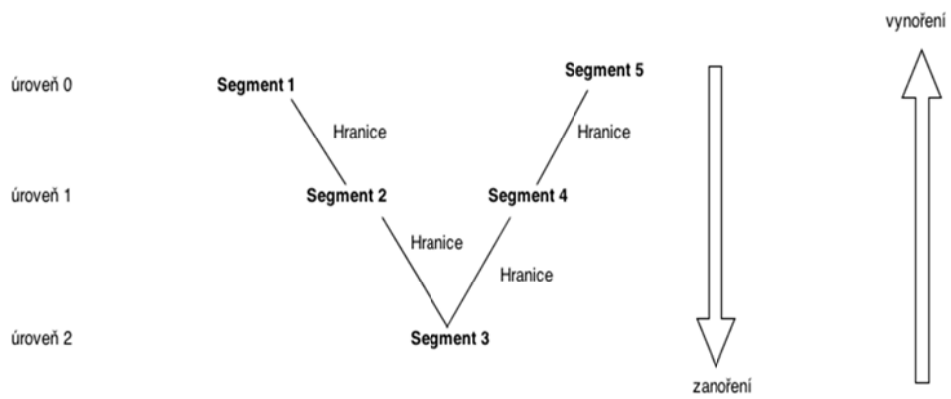 vynoření
úroveň 0
Segment 1
Segment 5
Hranice
Hranice
úroveň 1
Segment 2
Segment 4
Hranice
Hranice
úroveň 2
Segment 3
zanoření